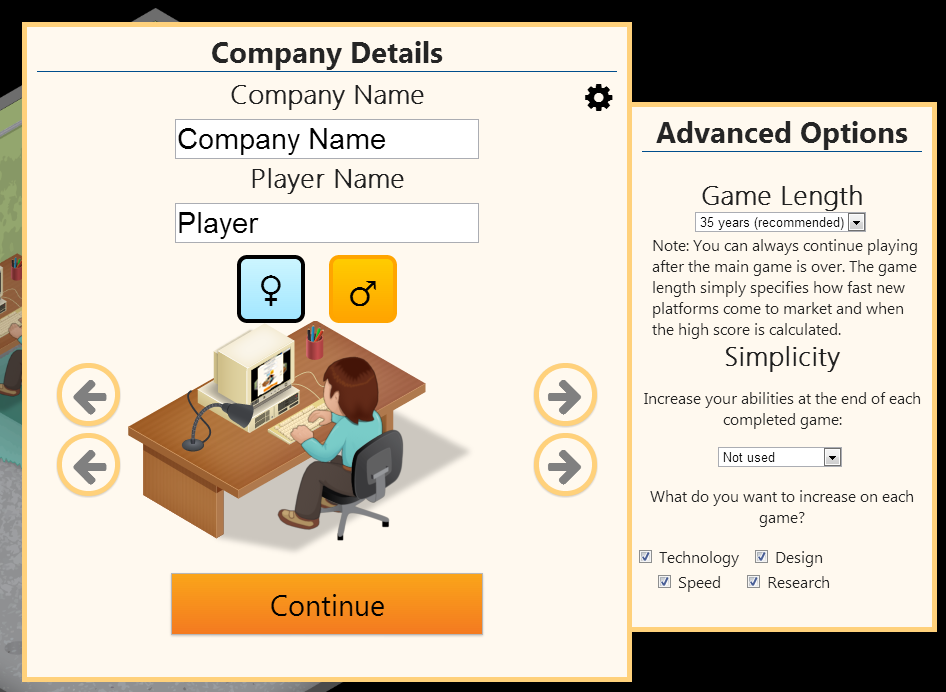 Company Details
Company Name
Company Name
Player Name
Player
Continue
Advanced Options
Game Length
35 years (recommended)
Note: You can always continue playing
after the main game is over. The game
length simply specifies how fast new
platforms come to market and when
the high score is calculated.
Simplicity
Increase your abilities at the end of each
completed game:
Not used
What do you want to increase on each
game?
Technology Design
Speed Research